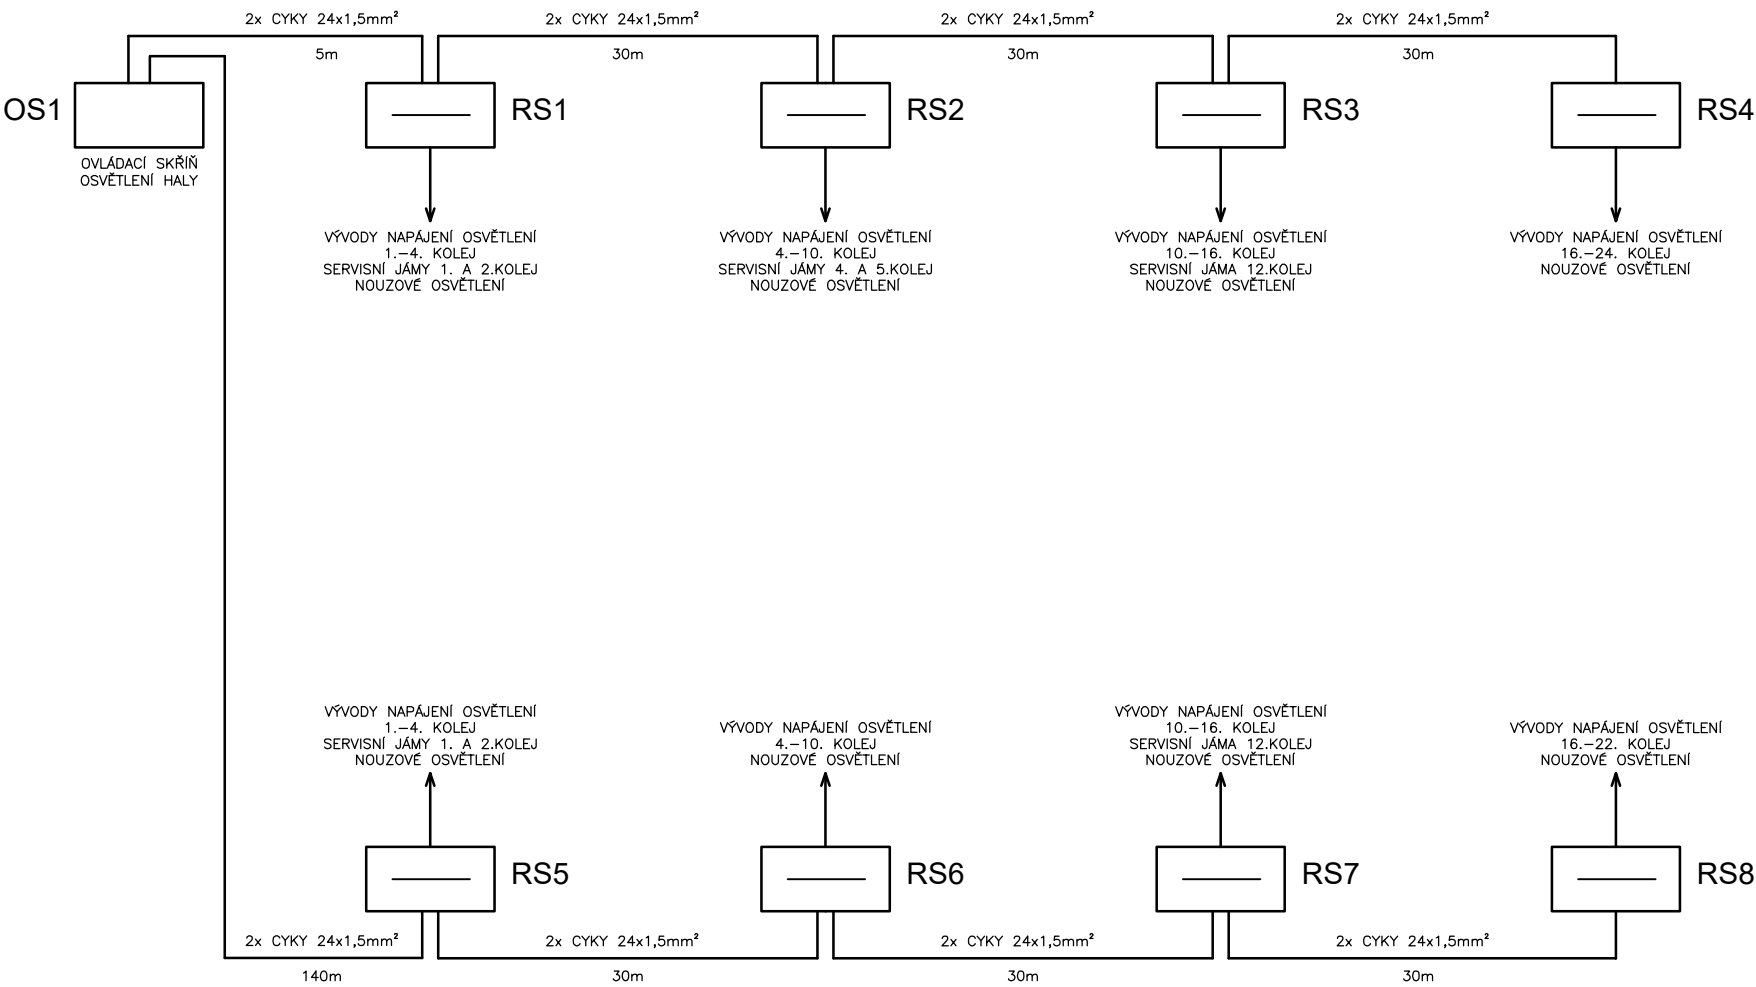 2x CYKY 24x1,5mm²
2x CYKY 24x1,5mm²
2x CYKY 24x1,5mm²
2x CYKY 24x1,5mm²
5m
30m
30m
30m
OS1
RS1
RS2
RS3
RS4
OVLÁDACÍ SKŘÍŇ
OSVĚTLENÍ HALY
VÝVODY NAPÁJENÍ OSVĚTLENÍ
1.–4. KOLEJ
SERVISNÍ JÁMY 1. A 2.KOLEJ
NOUZOVÉ OSVĚTLENÍ
VÝVODY NAPÁJENÍ OSVĚTLENÍ
4.–10. KOLEJ
SERVISNÍ JÁMY 4. A 5.KOLEJ
NOUZOVÉ OSVĚTLENÍ
VÝVODY NAPÁJENÍ OSVĚTLENÍ
10.–16. KOLEJ
SERVISNÍ JÁMA 12.KOLEJ
NOUZOVÉ OSVĚTLENÍ
VÝVODY NAPÁJENÍ OSVĚTLENÍ
16.–24. KOLEJ
NOUZOVÉ OSVĚTLENÍ
VÝVODY NAPÁJENÍ OSVĚTLENÍ
1.–4. KOLEJ
SERVISNÍ JÁMY 1. A 2.KOLEJ
NOUZOVÉ OSVĚTLENÍ
VÝVODY NAPÁJENÍ OSVĚTLENÍ
4.–10. KOLEJ
NOUZOVÉ OSVĚTLENÍ
VÝVODY NAPÁJENÍ OSVĚTLENÍ
10.–16. KOLEJ
SERVISNÍ JÁMA 12.KOLEJ
NOUZOVÉ OSVĚTLENÍ
VÝVODY NAPÁJENÍ OSVĚTLENÍ
16.–22. KOLEJ
NOUZOVÉ OSVĚTLENÍ
RS5
RS6
RS7
RS8
2x CYKY 24x1,5mm²
2x CYKY 24x1,5mm²
2x CYKY 24x1,5mm²
2x CYKY 24x1,5mm²
140m
30m
30m
30m